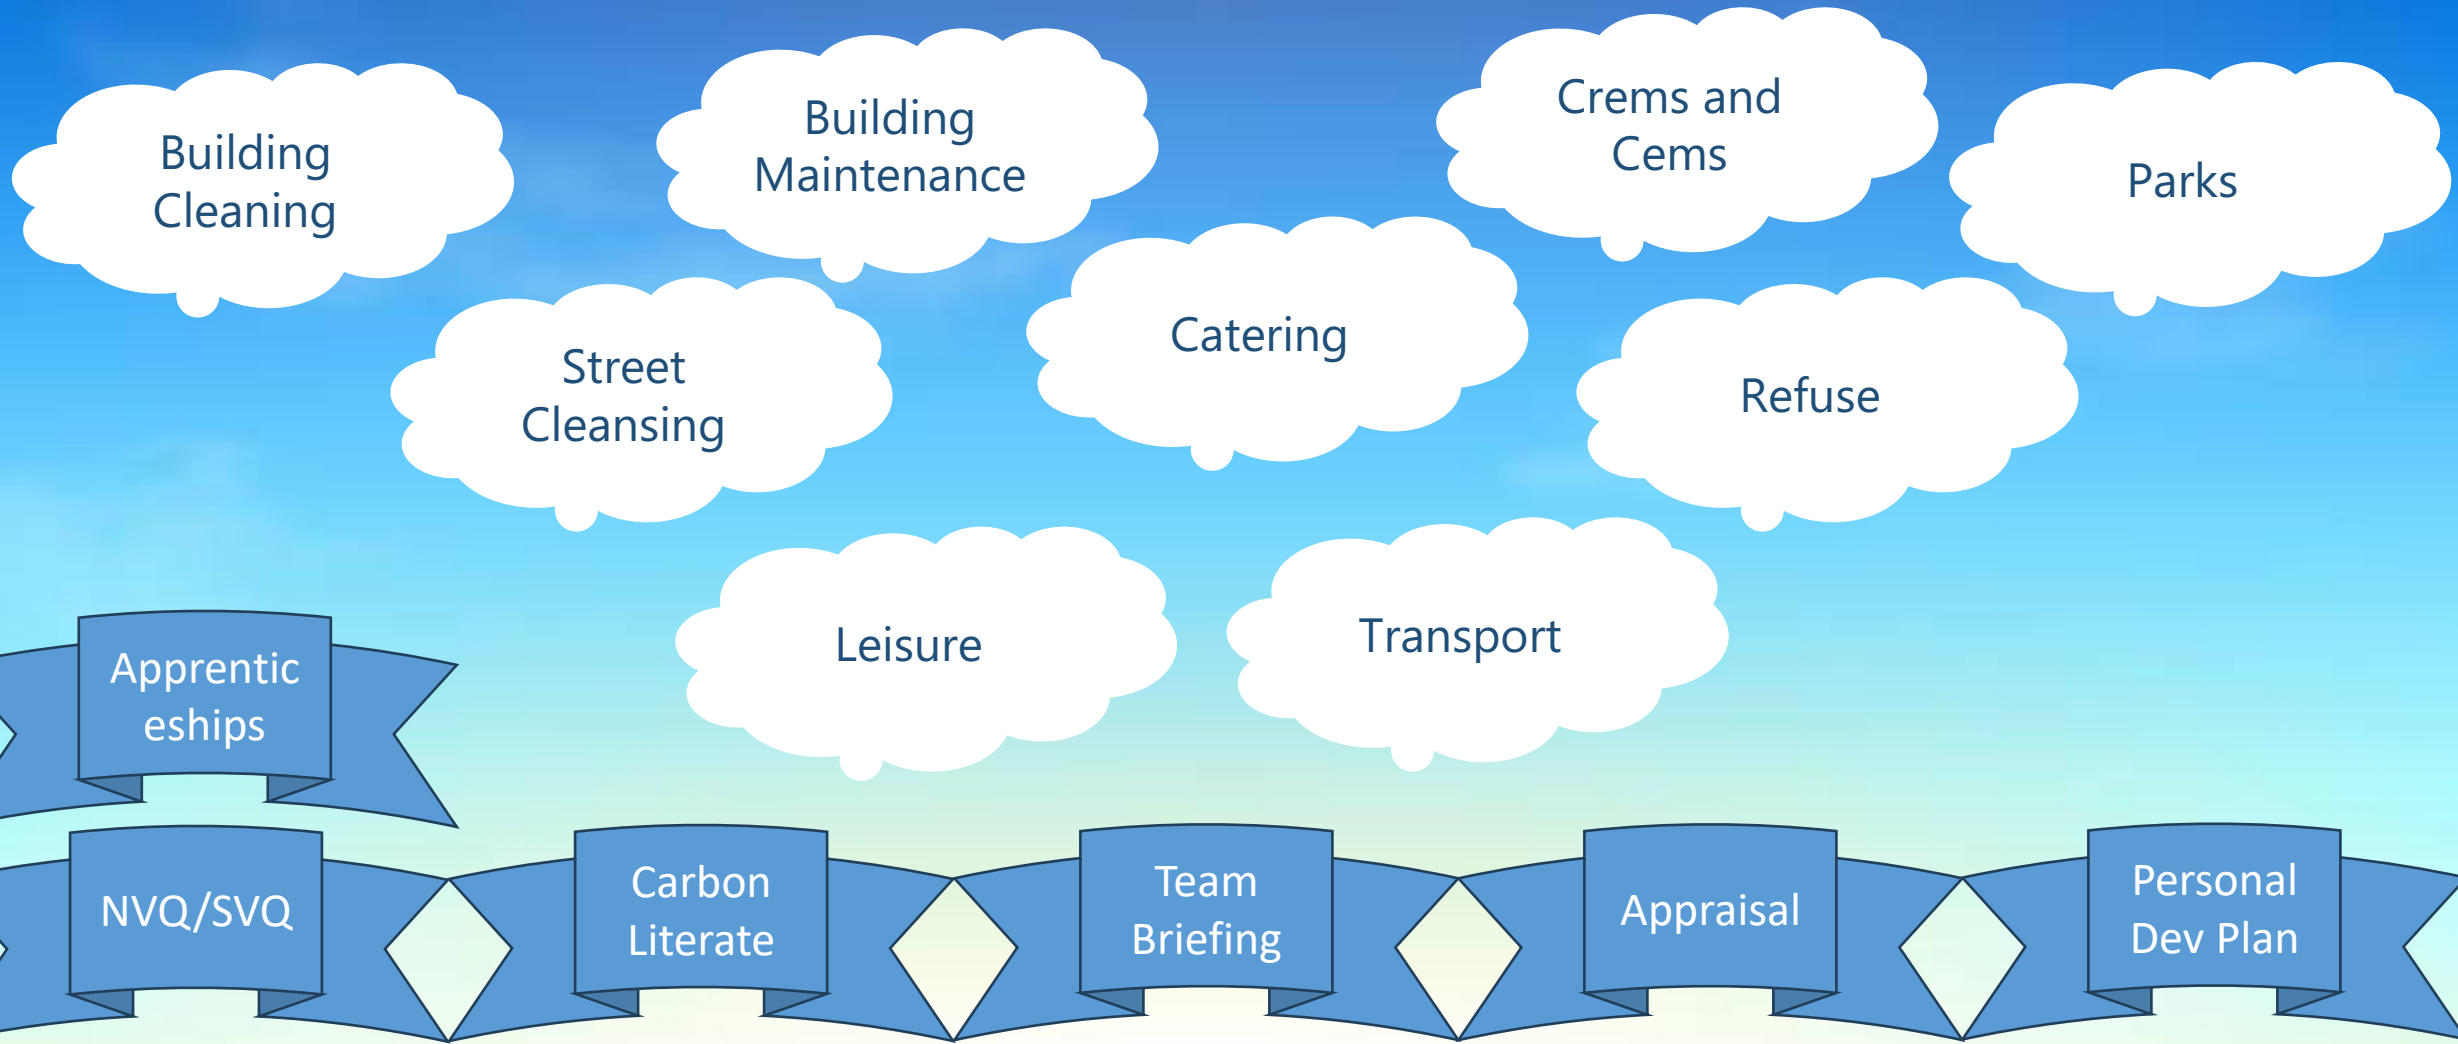 Building
Cleaning
Building
Maintenance
Crems and
Cems
Parks
Street
Cleansing
Catering
Refuse
Leisure
Transport
Apprentic
eships
NVQ/SVQ
Carbon
Literate
Team
Briefing
Appraisal
Personal
Dev Plan